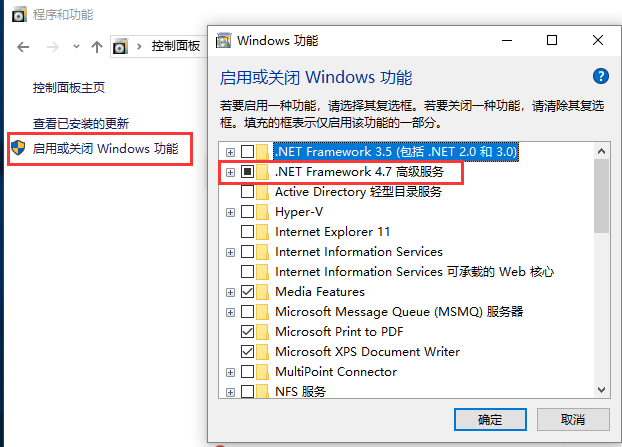 程序和功能
控制面板
控制面板主页
查看已安装的更新
启用或关闭 Windows 功能
Windows 功能
启用或关闭 Windows 功能
若要启用一种功能，请选择其复选框。若要关闭一种功能，请清除其复选
框。填充的框表示仅启用该功能的一部分。
.NET Framework 3.5 (包括 .NET 2.0 和 3.0)
.NET Framework 4.7 高级服务
Active Directory 轻型目录服务
Hyper-V
Internet Explorer 11
Internet Information Services
Internet Information Services 可承载的 Web 核心
Media Features
Microsoft Message Queue (MSMQ) 服务器
Microsoft Print to PDF
Microsoft XPS Document Writer
MultiPoint Connector
NFS 服务
确定
取消